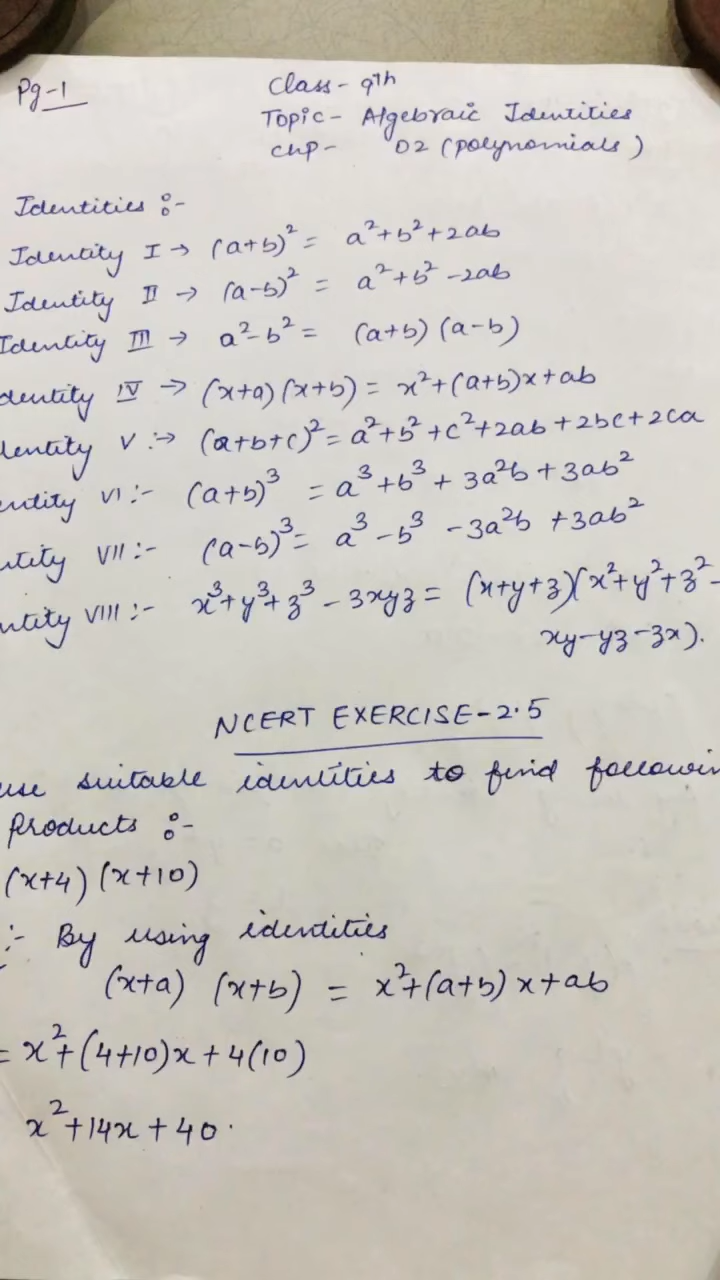 Pg-1
Class- 9th
Topic- Algebraic Identities
Chp- 02 (polynomials)
Identities :-
Identity I → (a+b)² = a²+b²+2ab
Identity II → (a-b)² = a²+b²-2ab
Identity III → a²-b² = (a+b) (a-b)
dentity IV → (x+a) (x+b) = x²+(a+b)x+ab
dentity V :→ (a+b+c)² = a²+b²+c²+2ab+2bc+2ca
entity VI :- (a+b)³ = a³+b³+3a²b+3ab²
ntity VII :- (a-b)³ = a³-b³-3a²b+3ab²
ntity VIII :- x³+y³+z³-3xyz = (x+y+z)(x²+y²+z²-
xy-yz-zx).
NCERT EXERCISE-2.5
use suitable identities to find followin
Products :-
(x+4) (x+10)
:- By using identities
(x+a) (x+b) = x²+(a+b)x+ab
= x²+(4+10)x+4(10)
x²+14x+40.